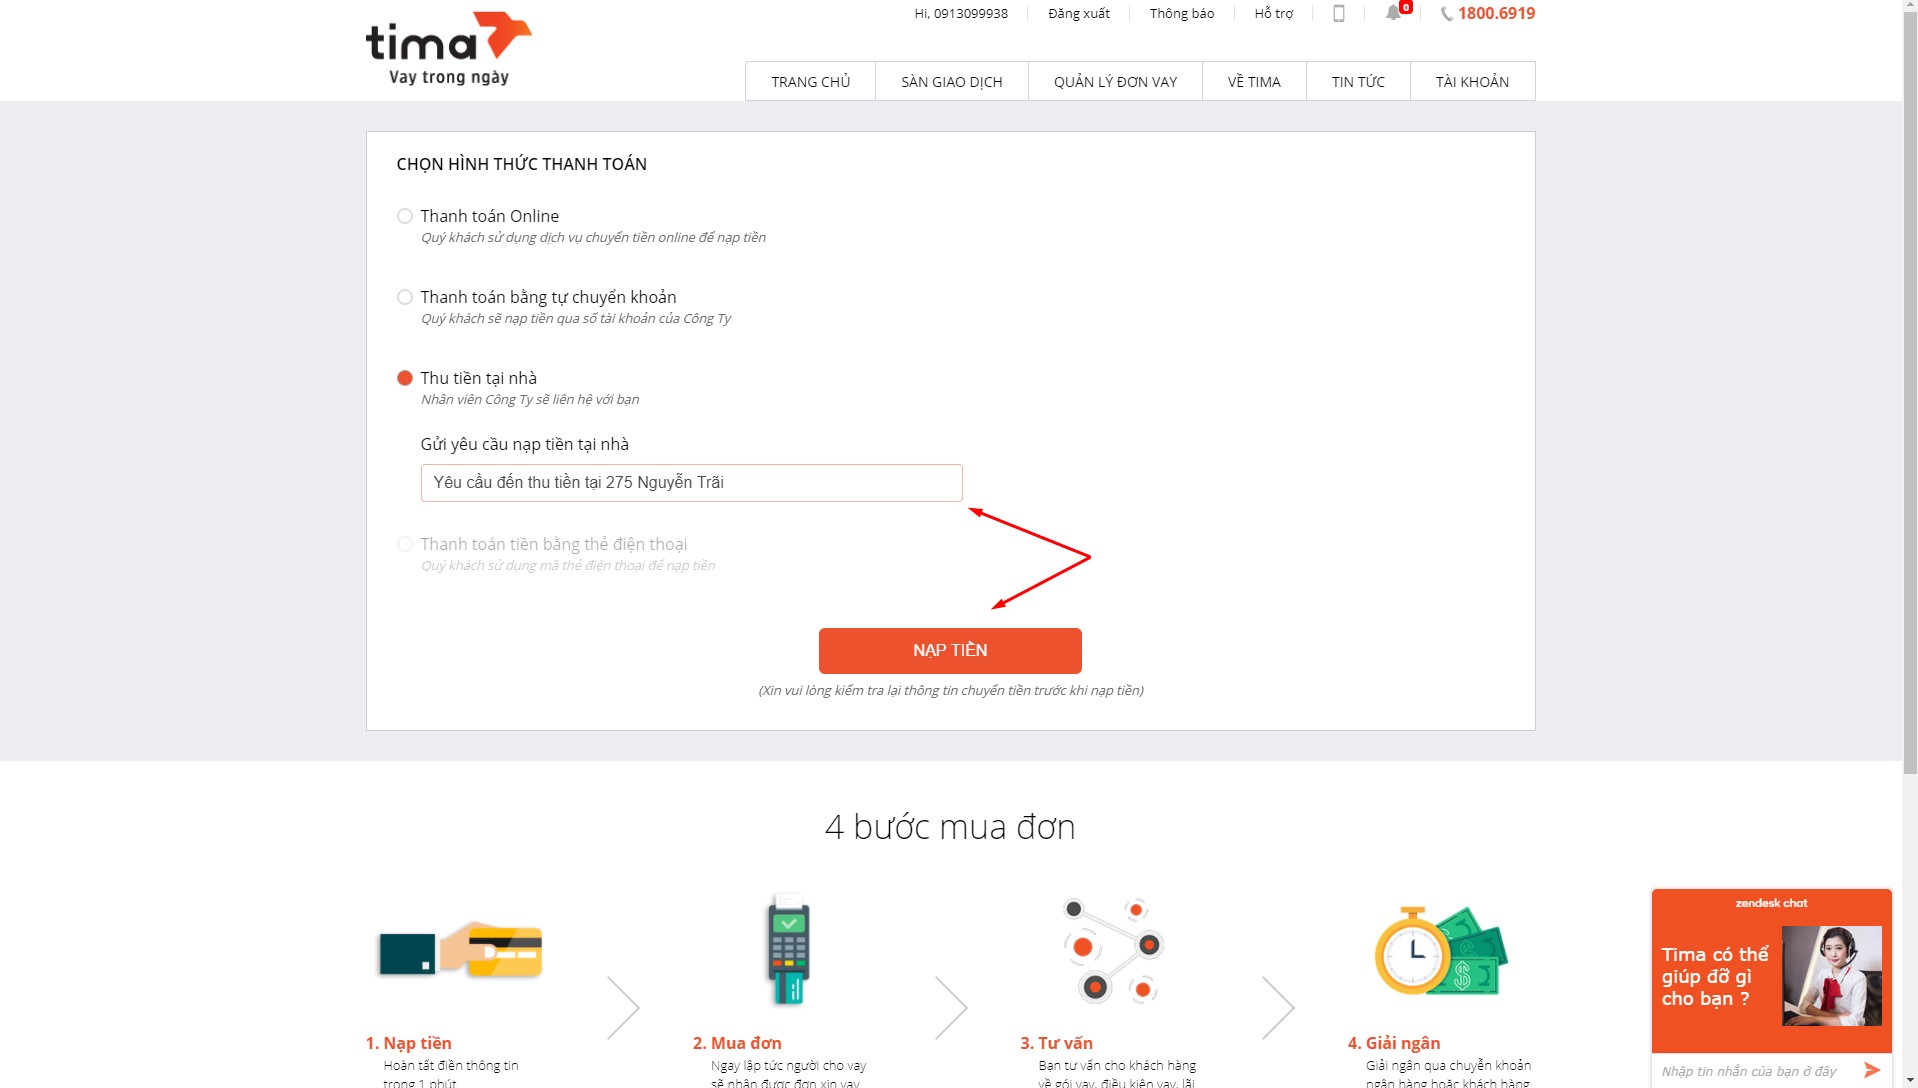 tima
Vay trong ngày
Hi, 0913099938
Đăng xuất
Thông báo
Hỗ trợ
0
1800.6919
TRANG CHỦ
SÀN GIAO DỊCH
QUẢN LÝ ĐƠN VAY
VỀ TIMA
TIN TỨC
TÀI KHOẢN
CHỌN HÌNH THỨC THANH TOÁN
Thanh toán Online
Quý khách sử dụng dịch vụ chuyển tiền online để nạp tiền
Thanh toán bằng tự chuyển khoản
Quý khách sẽ nạp tiền qua số tài khoản của Công Ty
Thu tiền tại nhà
Nhân viên Công Ty sẽ liên hệ với bạn
Gửi yêu cầu nạp tiền tại nhà
Yêu cầu đến thu tiền tại 275 Nguyễn Trãi
Thanh toán tiền bằng thẻ điện thoại
Quý khách sử dụng mã thẻ điện thoại để nạp tiền
NẠP TIỀN
(Xin vui lòng kiểm tra lại thông tin chuyển tiền trước khi nạp tiền)
4 bước mua đơn
1. Nạp tiền
Hoàn tất điền thông tin
trong 1 phút
2. Mua đơn
Ngay lập tức người cho vay
sẽ nhận được đơn xin vay
3. Tư vấn
Bạn tư vấn cho khách hàng
về gói vay, điều kiện vay, lãi
4. Giải ngân
Giải ngân qua chuyển khoản
ngân hàng hoặc khách hàng
zendesk chat
Tima có thể
giúp đỡ gì
cho bạn ?
Nhập tin nhắn của bạn ở đây